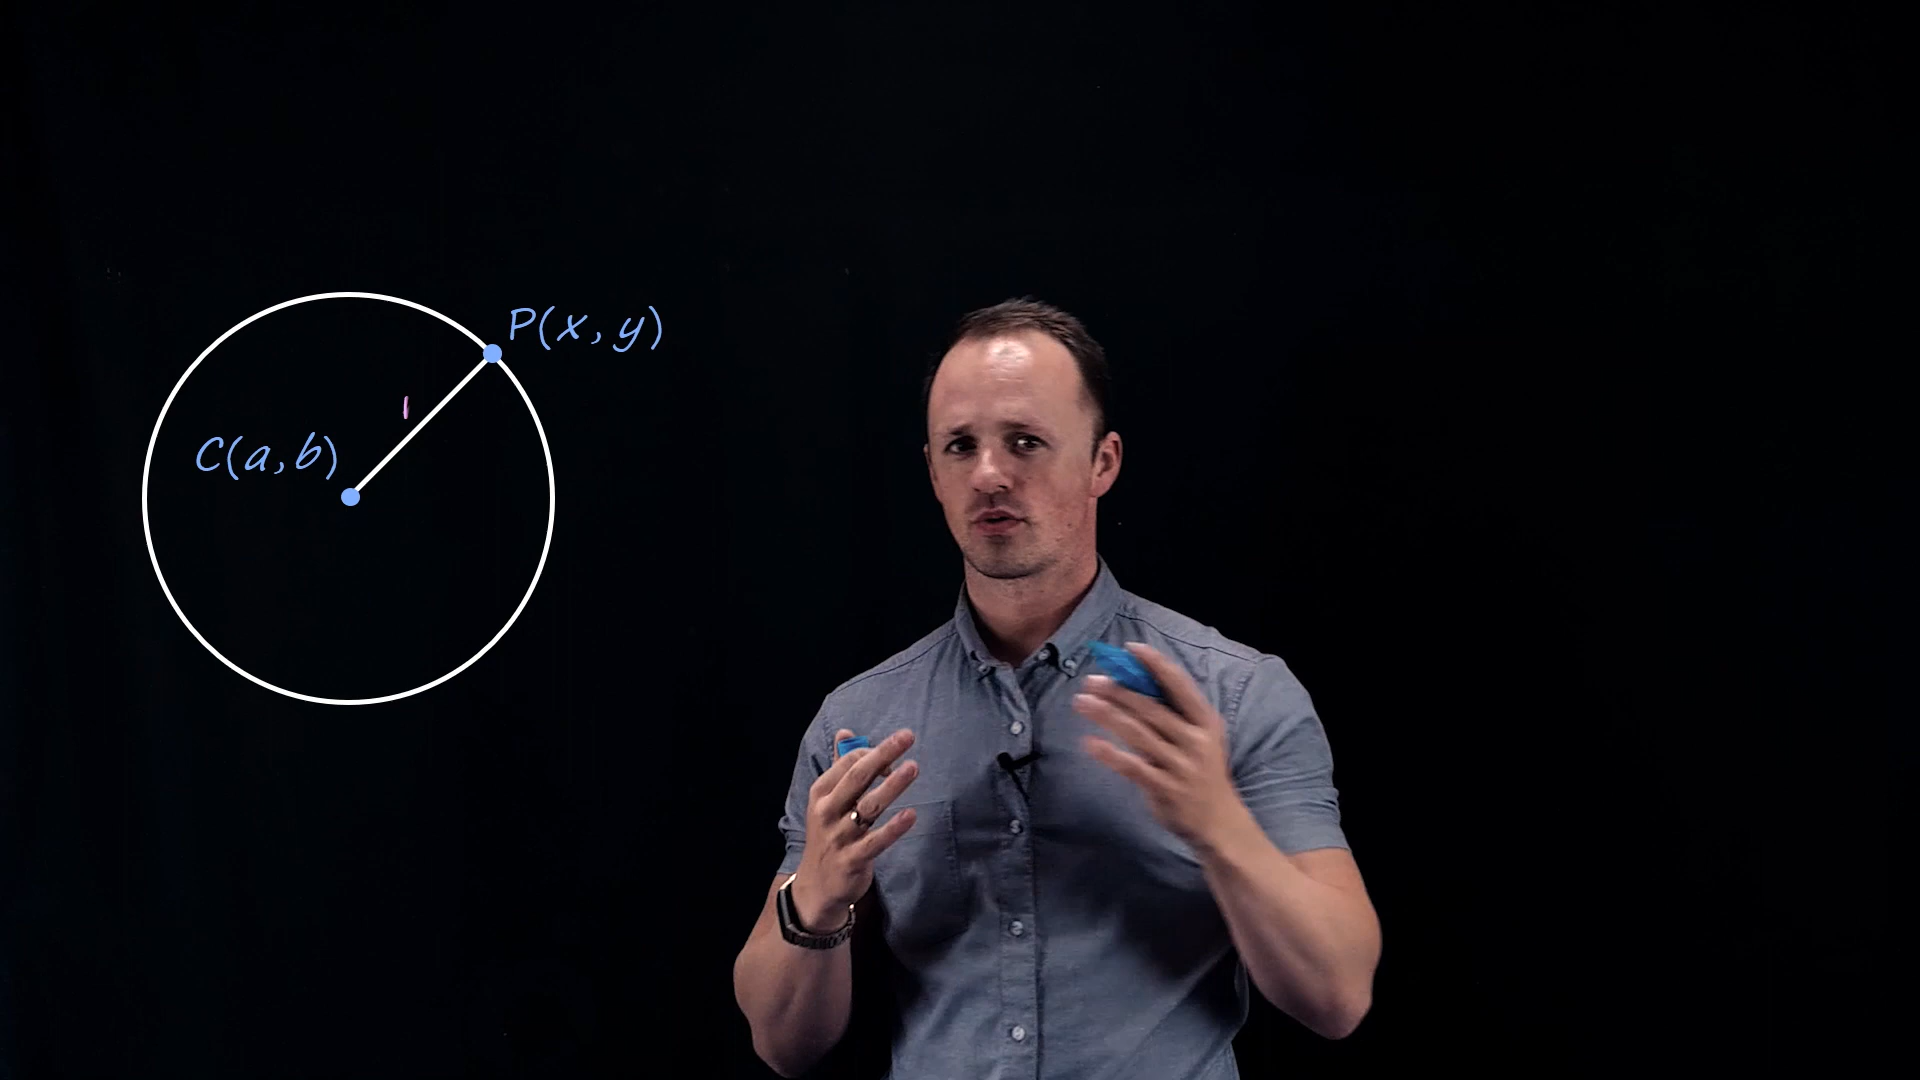 P(x, y)
C(a, b)